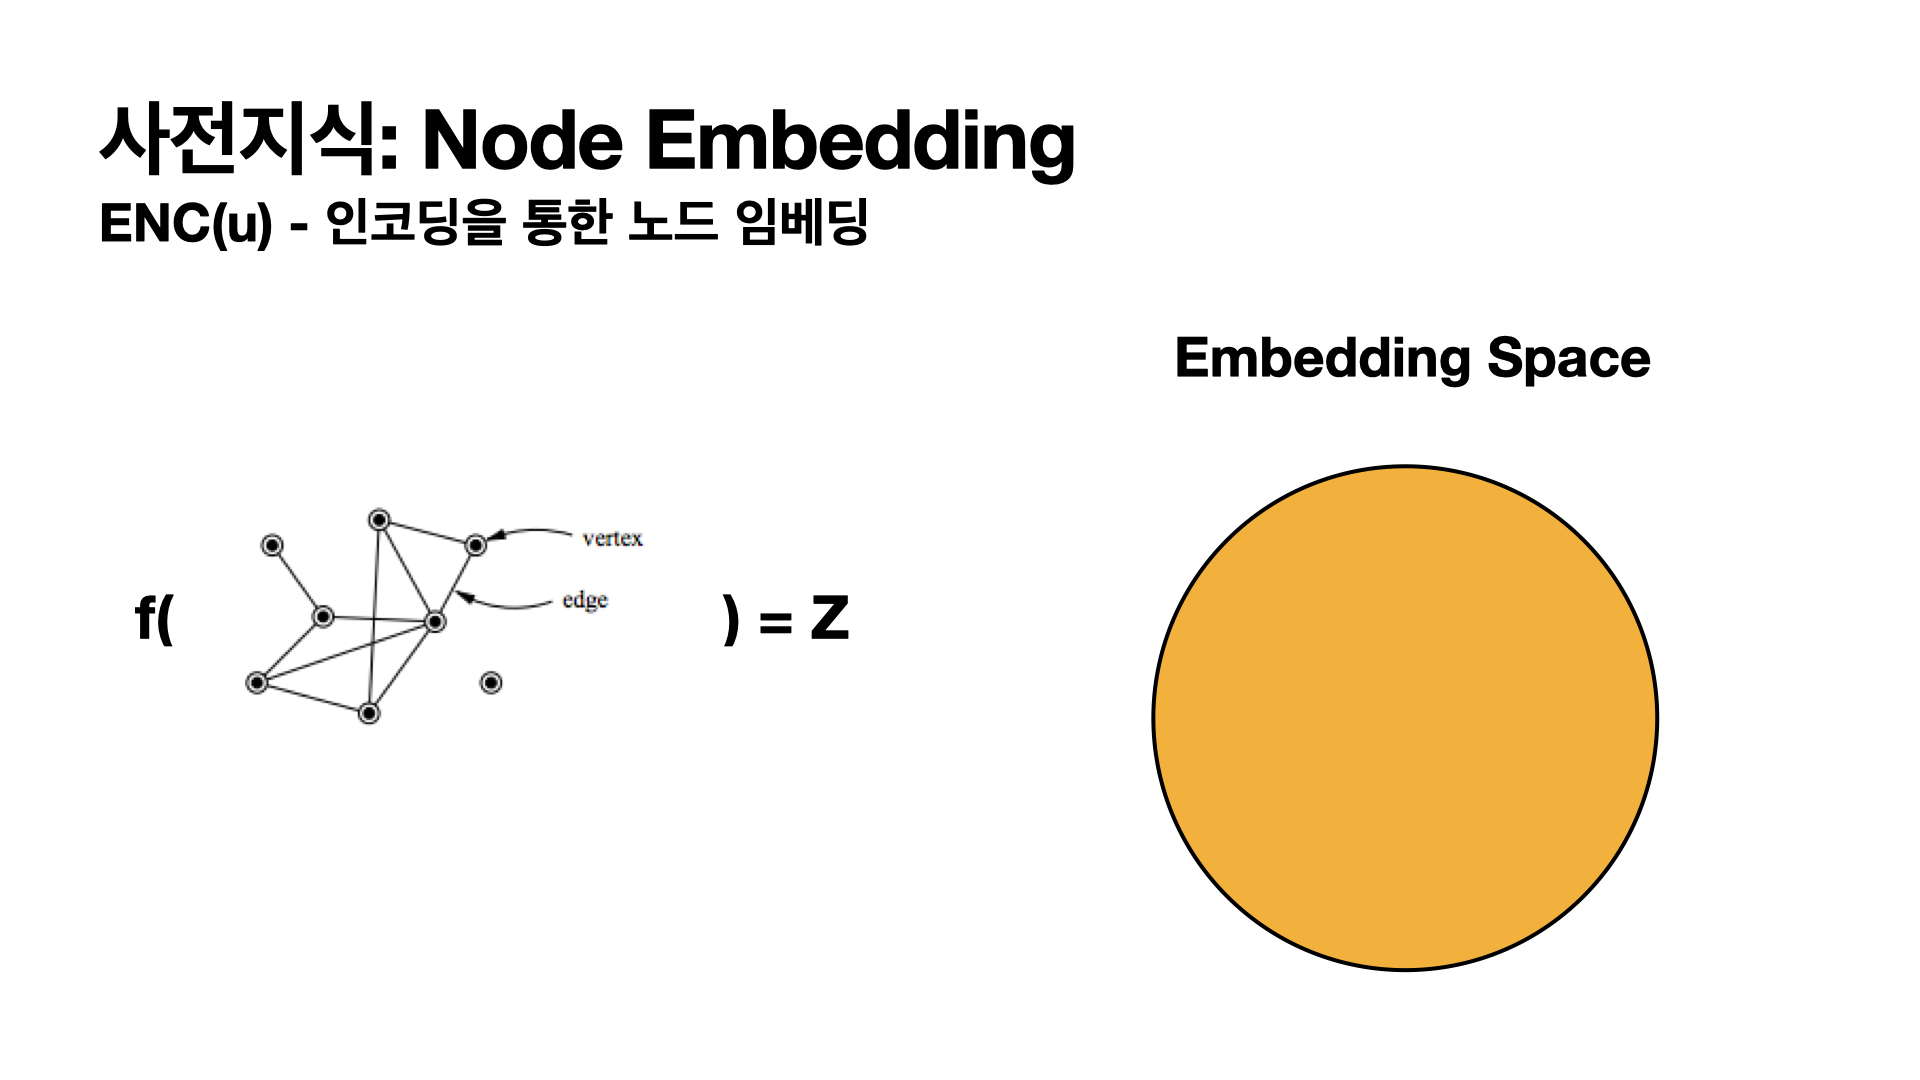 사전지식: Node Embedding
ENC(u) - 인코딩을 통한 노드 임베딩
Embedding Space
vertex
edge
f( ) = Z